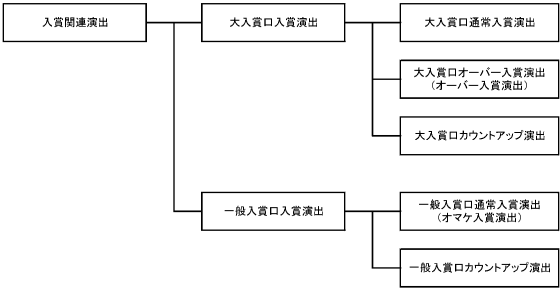 入賞関連演出
大入賞口入賞演出
大入賞口通常入賞演出
大入賞口オーバー入賞演出
(オーバー入賞演出)
大入賞口カウントアップ演出
一般入賞口入賞演出
一般入賞口通常入賞演出
(オマケ入賞演出)
一般入賞口カウントアップ演出